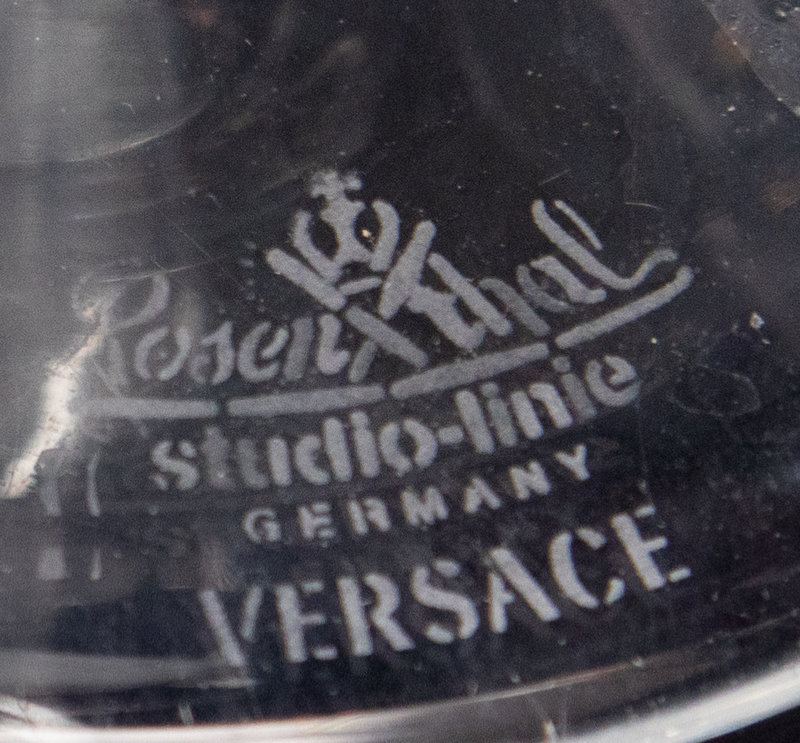 Rosenthal
studio-linie
GERMANY
VERSACE